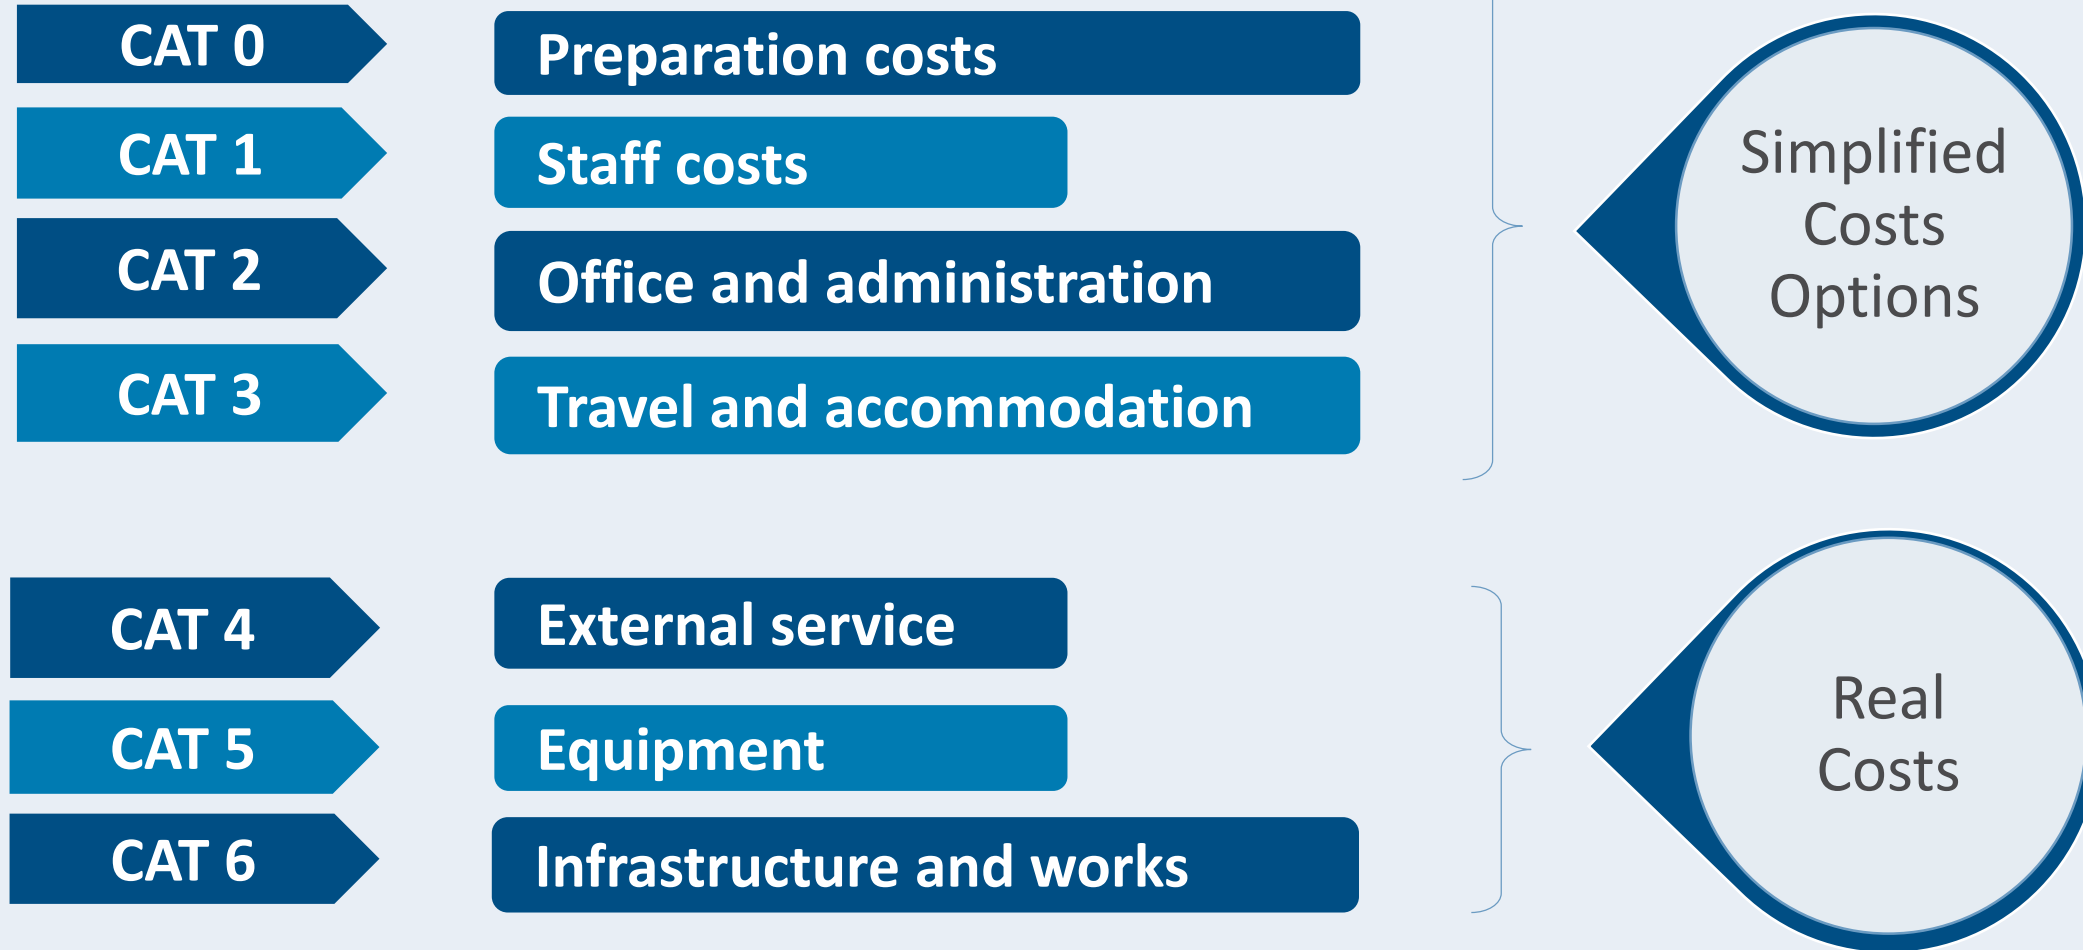 CAT 0
Preparation costs
CAT 1
Staff costs
CAT 2
Office and administration
CAT 3
Travel and accommodation
Simplified
Costs
Options
CAT 4
External service
CAT 5
Equipment
CAT 6
Infrastructure and works
Real
Costs